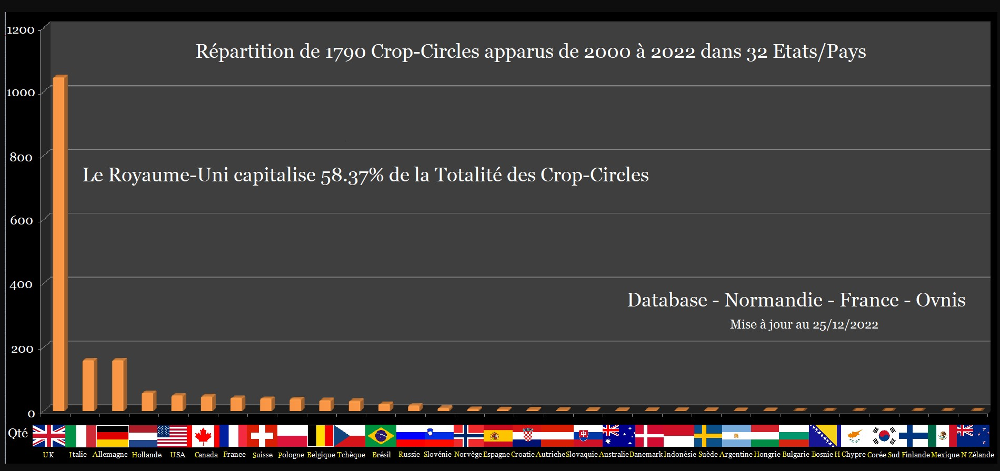 1200
Répartition de 1790 Crop-Circles apparus de 2000 à 2022 dans 32 Etats/Pays
1000
800
Le Royaume-Uni capitalise 58.37% de la Totalité des Crop-Circles
600
400
Database - Normandie - France - Ovnis
Mise à jour au 25/12/2022
200
0
Qté
UK Italie Allemagne Hollande USA Canada France Suisse Pologne Belgique Tchèque Brésil Russie Slovénie Norvège Espagne Croatie Autriche Slovaquie Australie Danemark Indonésie Suède Argentine Hongrie Bulgarie Bosnie H Chypre Corée Sud Finlande Mexique N Zélande